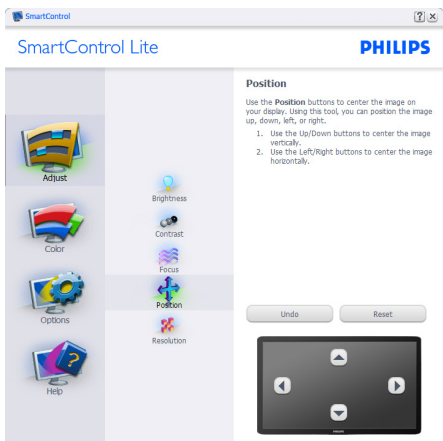 SmartControl
SmartControl Lite
PHILIPS
Adjust
Color
Options
Help
Brightness
Contrast
Focus
Position
Resolution
Position
Use the Position buttons to center the image on
your display. Using this tool, you can position the image
up, down, left, or right.
1. Use the Up/Down buttons to center the image
vertically.
2. Use the Left/Right buttons to center the image
horizontally.
Undo
Reset
PHILIPS